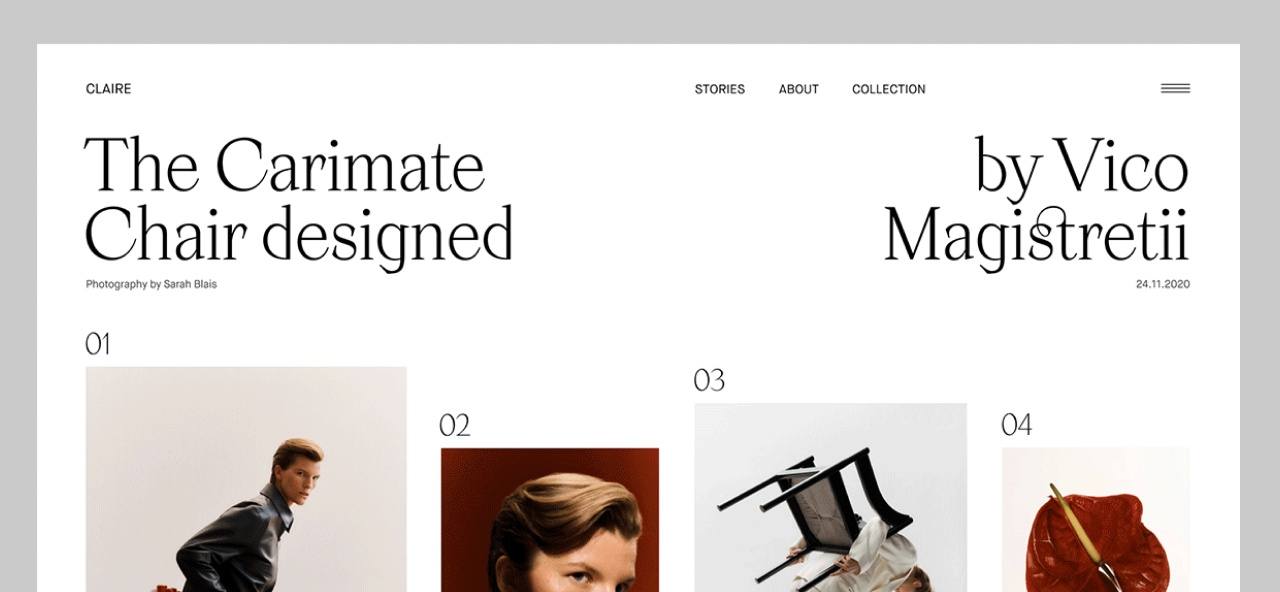 CLAIRE
STORIES ABOUT COLLECTION
The Carimate
Chair designed
by Vico
Magistretii
Photography by Sarah Blais
24.11.2020
01
02
03
04